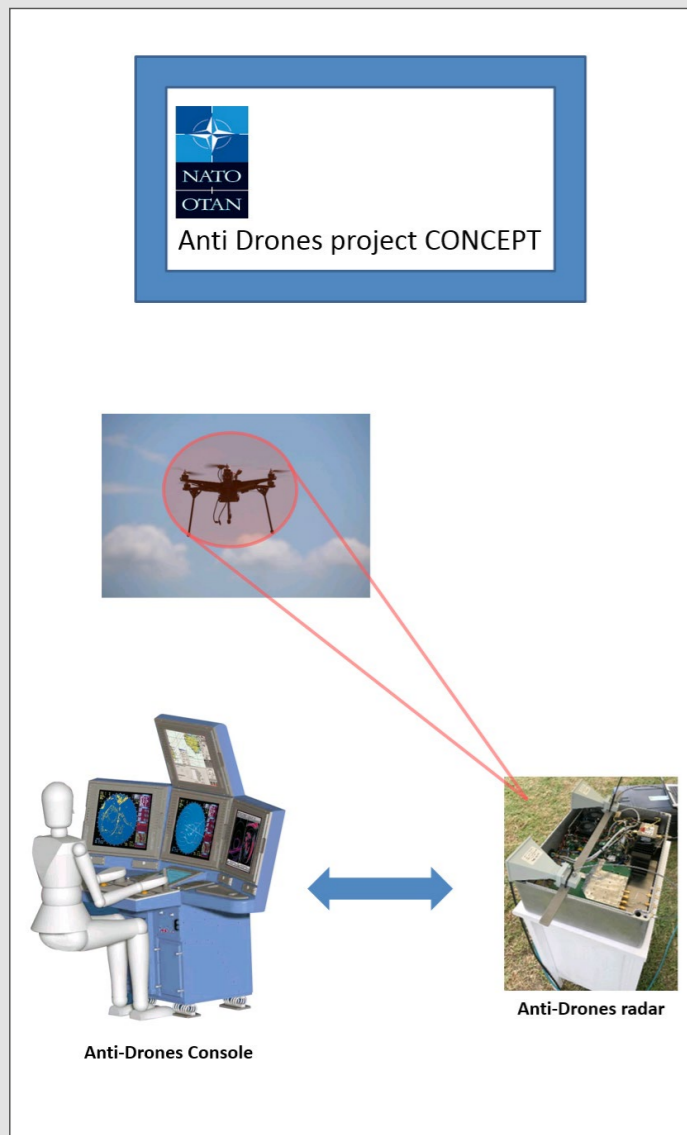 NATO
OTAN
Anti Drones project CONCEPT
Anti-Drones radar
Anti-Drones Console